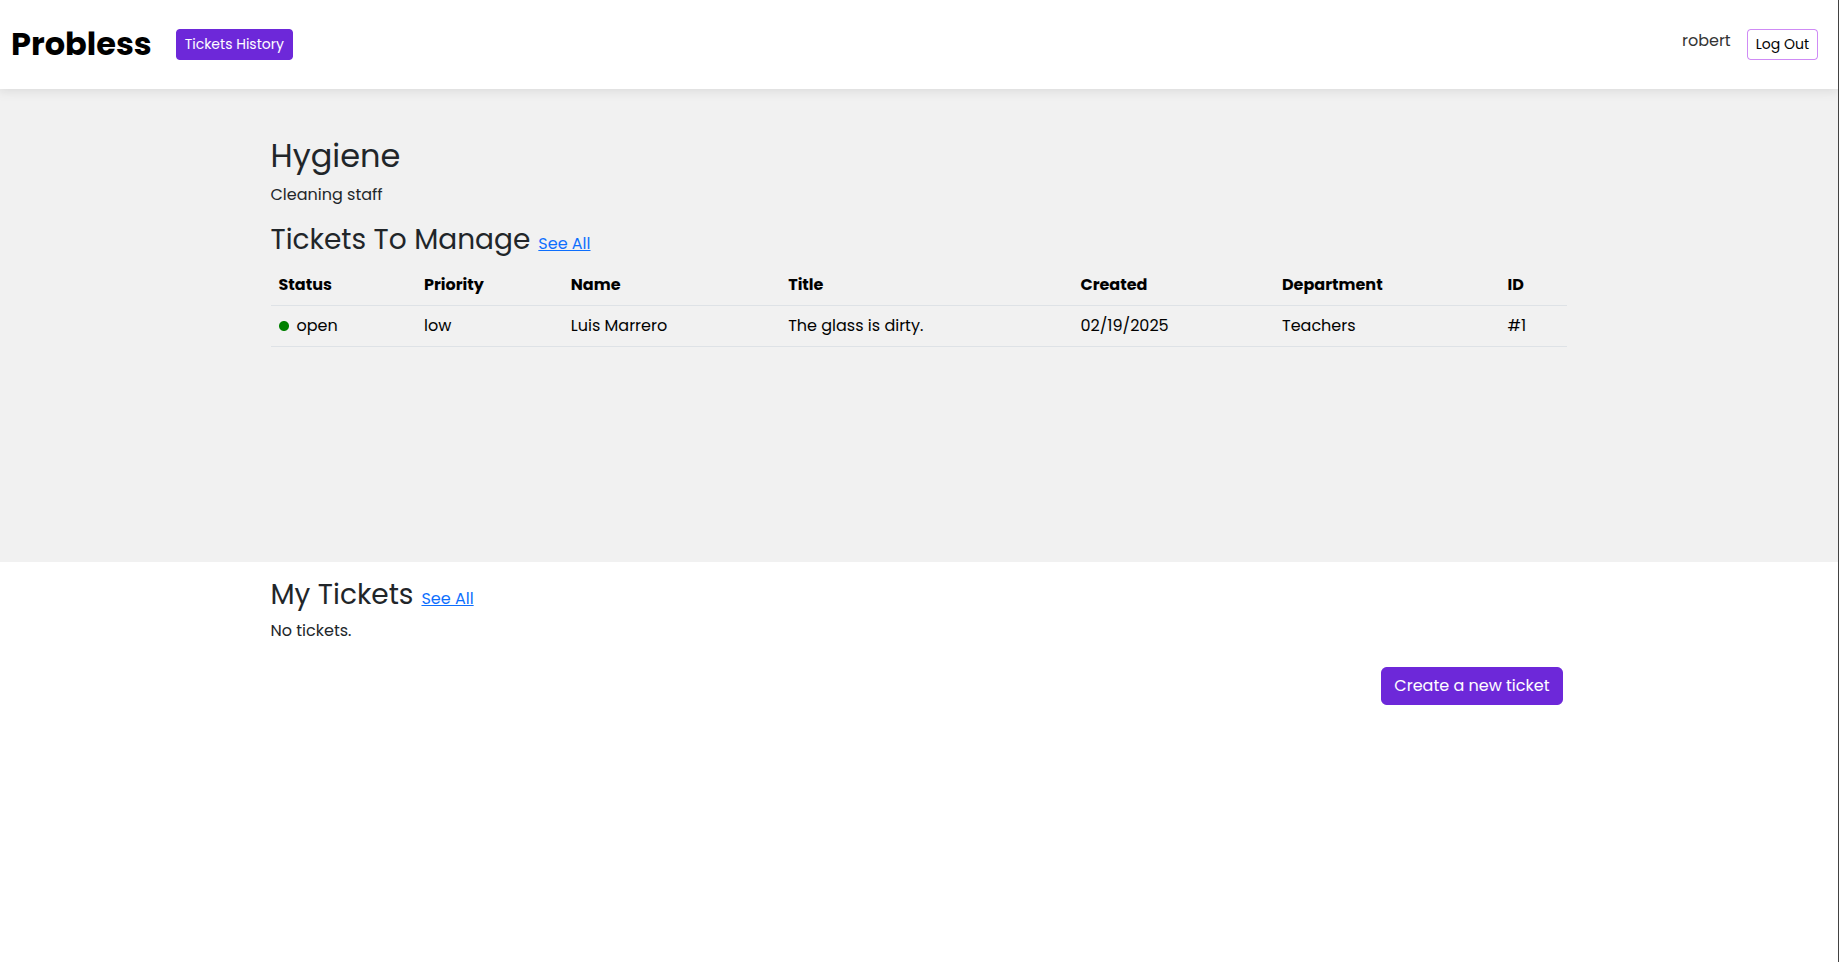 Probless Tickets History robert Log Out
Hygiene
Cleaning staff
Tickets To Manage See All
Status Priority Name Title Created Department ID
open low Luis Marrero The glass is dirty. 02/19/2025 Teachers #1
My Tickets See All
No tickets.
Create a new ticket